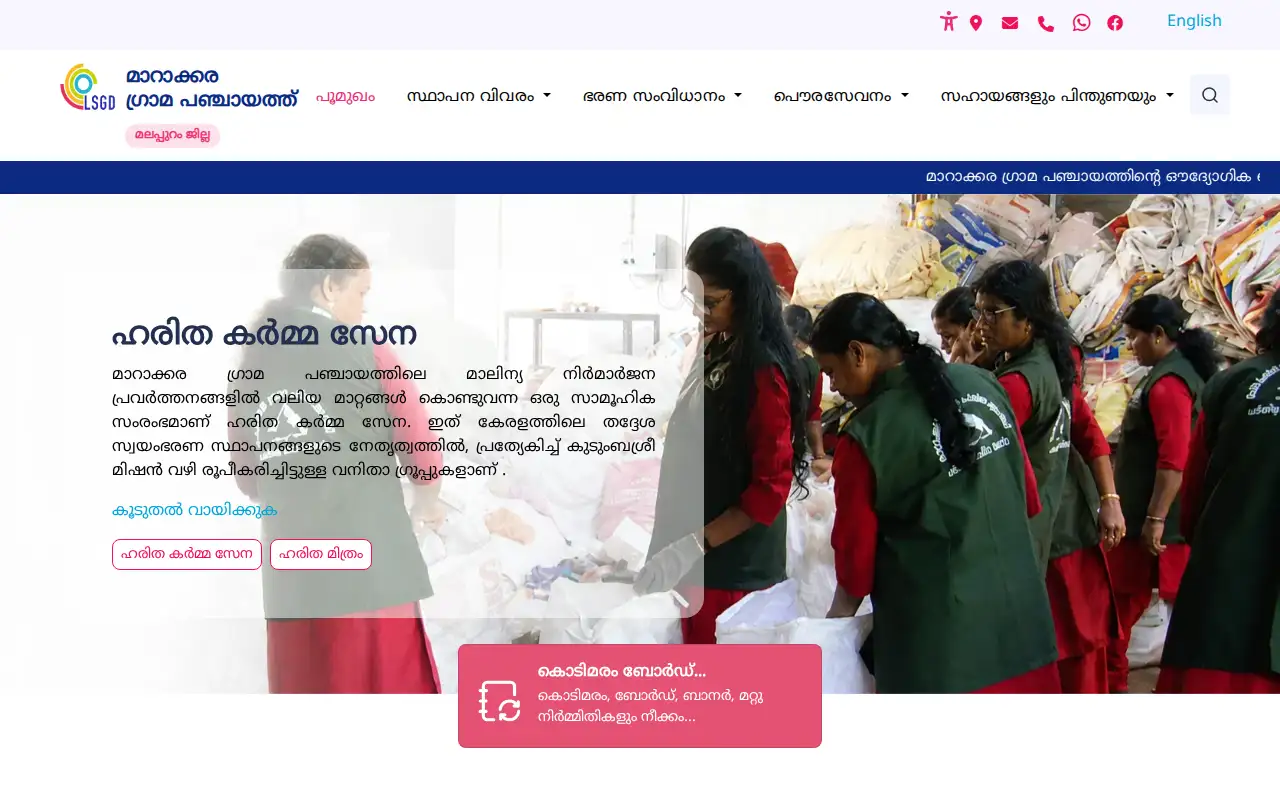 English
മാറാക്കര
ഗ്രാമ പഞ്ചായത്ത്
LSGD
മലപ്പുറം ജില്ല
പൂമുഖം
സ്ഥാപന വിവരം
ഭരണ സംവിധാനം
പൌരസേവനം
സഹായങ്ങളും പിന്തുണയും
മാറാക്കര ഗ്രാമ പഞ്ചായത്തിന്റെ ഔദ്യോഗിക
ഹരിത കർമ്മ സേന
മാറാക്കര ഗ്രാമ പഞ്ചായത്തിലെ മാലിന്യ നിർമാർജന
പ്രവർത്തനങ്ങളിൽ വലിയ മാറ്റങ്ങൾ കൊണ്ടുവന്ന ഒരു സാമൂഹിക
സംരംഭമാണ് ഹരിത കർമ്മ സേന. ഇത് കേരളത്തിലെ തദ്ദേശ
സ്വയംഭരണ സ്ഥാപനങ്ങളുടെ നേതൃത്വത്തിൽ, പ്രത്യേകിച്ച് കുടുംബശ്രീ
മിഷൻ വഴി രൂപീകരിച്ചിട്ടുള്ള വനിതാ ഗ്രൂപ്പുകളാണ് .
കൂടുതൽ വായിക്കുക
ഹരിത കർമ്മ സേന
ഹരിത മിത്രം
കൊടിമരം ബോർഡ്...
കൊടിമരം, ബോർഡ്, ബാനർ, മറ്റു
നിർമ്മിതികളും നീക്കം...